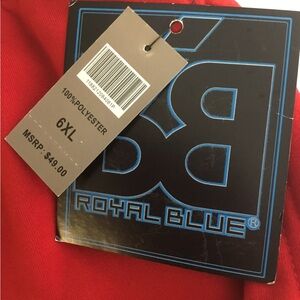 100%POLYESTER
6XL
MSRP: $49.00
ROYAL BLUE®